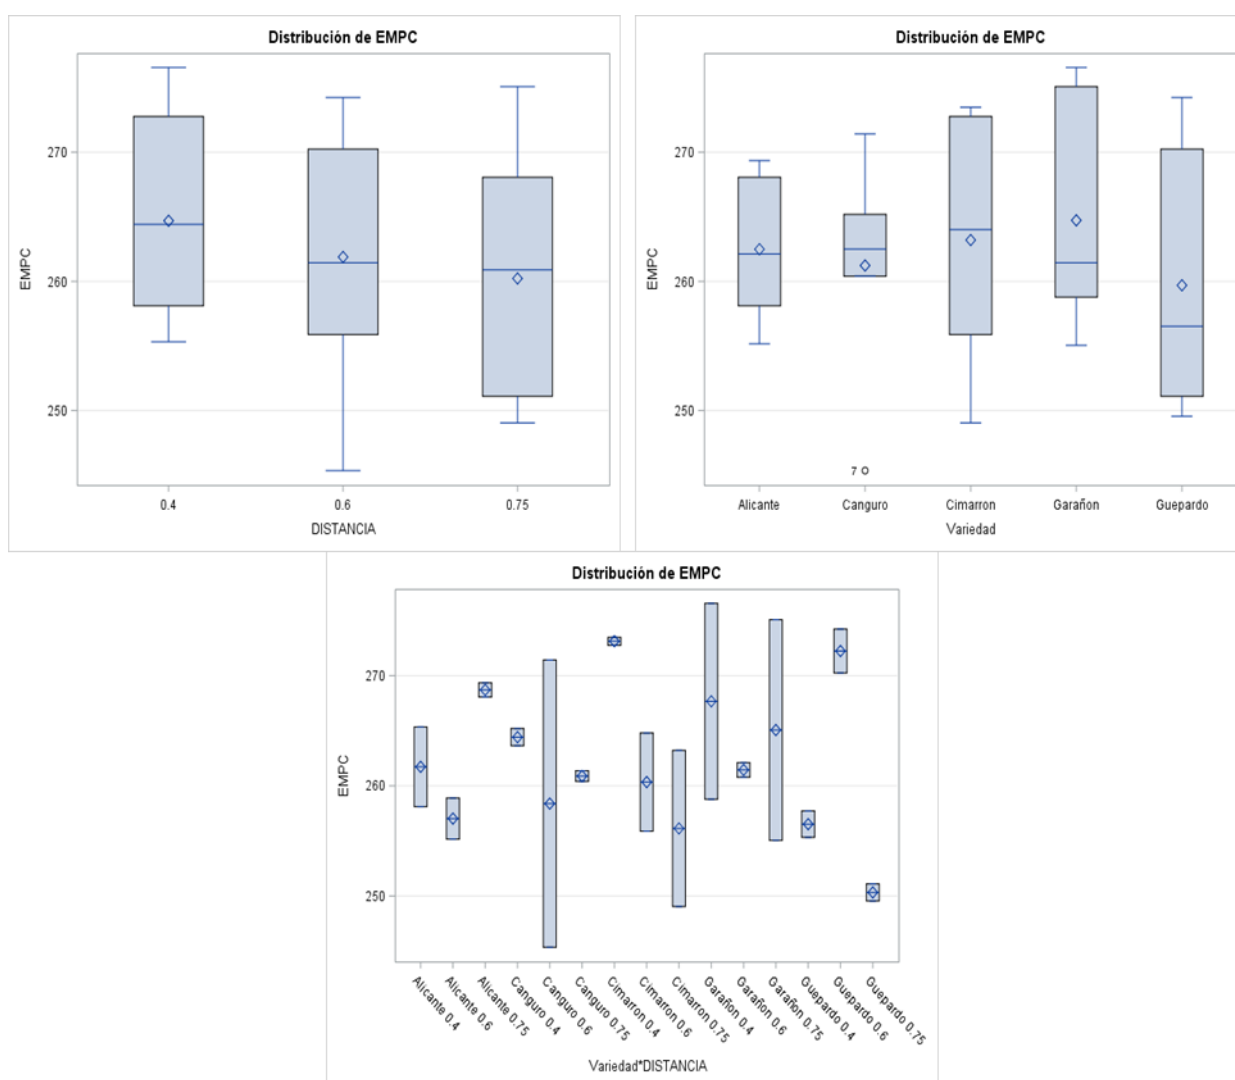 Distribución de EMPC
EMPC
270
260
250
0.4 0.6 0.75
DISTANCIA
Distribución de EMPC
EMPC
270
260
250
7
Alicante Canguro Cimarron Garañon Guepardo
Variedad
Distribución de EMPC
EMPC
270
260
250
Alicante 0.4
Alicante 0.6
Alicante 0.75
Canguro 0.4
Canguro 0.6
Canguro 0.75
Cimarron 0.4
Cimarron 0.6
Cimarron 0.75
Garañon 0.4
Garañon 0.6
Garañon 0.75
Guepardo 0.4
Guepardo 0.6
Guepardo 0.75
Variedad*DISTANCIA